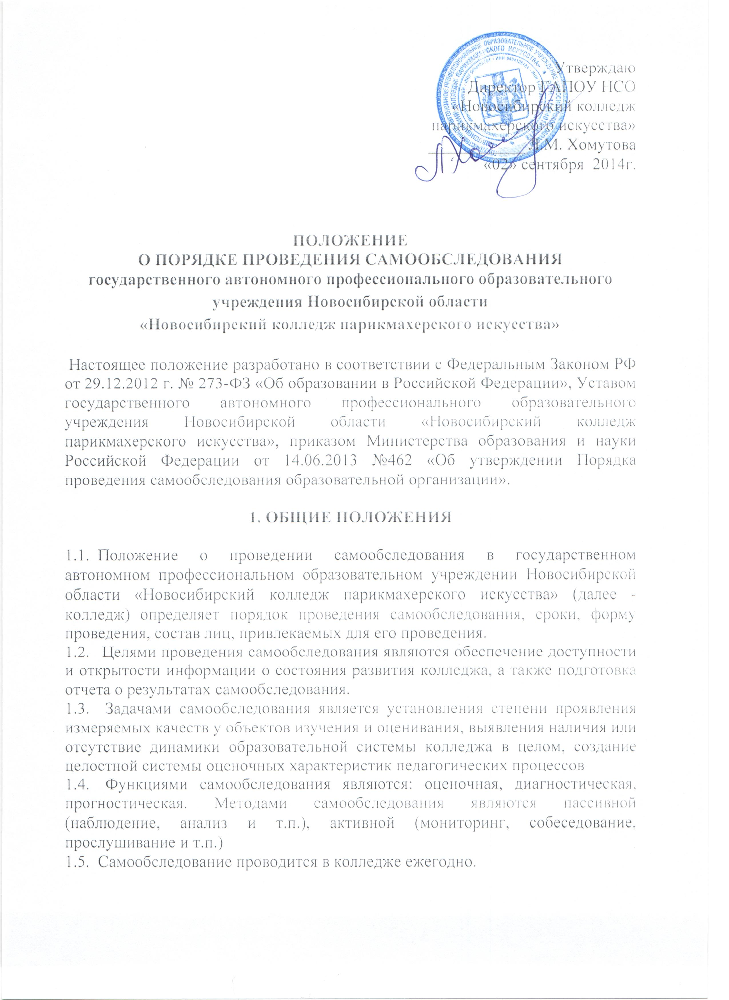 Утверждаю
Директор ГАПОУ НСО
«Новосибирский колледж
парикмахерского искусства»
Л.М. Хомутова
«02» сентября 2014г.
ПОЛОЖЕНИЕ
О ПОРЯДКЕ ПРОВЕДЕНИЯ САМООБСЛЕДОВАНИЯ
государственного автономного профессионального образовательного
учреждения Новосибирской области
«Новосибирский колледж парикмахерского искусства»
Настоящее положение разработано в соответствии с Федеральным Законом РФ
от 29.12.2012 г. № 273-ФЗ «Об образовании в Российской Федерации», Уставом
государственного автономного профессионального образовательного
учреждения Новосибирской области «Новосибирский колледж
парикмахерского искусства», приказом Министерства образования и науки
Российской Федерации от 14.06.2013 №462 «Об утверждении Порядка
проведения самообследования образовательной организации».
1. ОБЩИЕ ПОЛОЖЕНИЯ
1.1. Положение о проведении самообследования в государственном
автономном профессиональном образовательном учреждении Новосибирской
области «Новосибирский колледж парикмахерского искусства» (далее -
колледж) определяет порядок проведения самообследования, сроки, форму
проведения, состав лиц, привлекаемых для его проведения.
1.2. Целями проведения самообследования являются обеспечение доступности
и открытости информации о состояния развития колледжа, а также подготовка
отчета о результатах самообследования.
1.3. Задачами самообследования является установления степени проявления
измеряемых качеств у объектов изучения и оценивания, выявления наличия или
отсутствие динамики образовательной системы колледжа в целом, создание
целостной системы оценочных характеристик педагогических процессов
1.4. Функциями самообследования являются: оценочная, диагностическая,
прогностическая. Методами самообследования являются пассивной
(наблюдение, анализ и т.п.), активной (мониторинг, собеседование,
прослушивание и т.п.)
1.5. Самообследование проводится в колледже ежегодно.